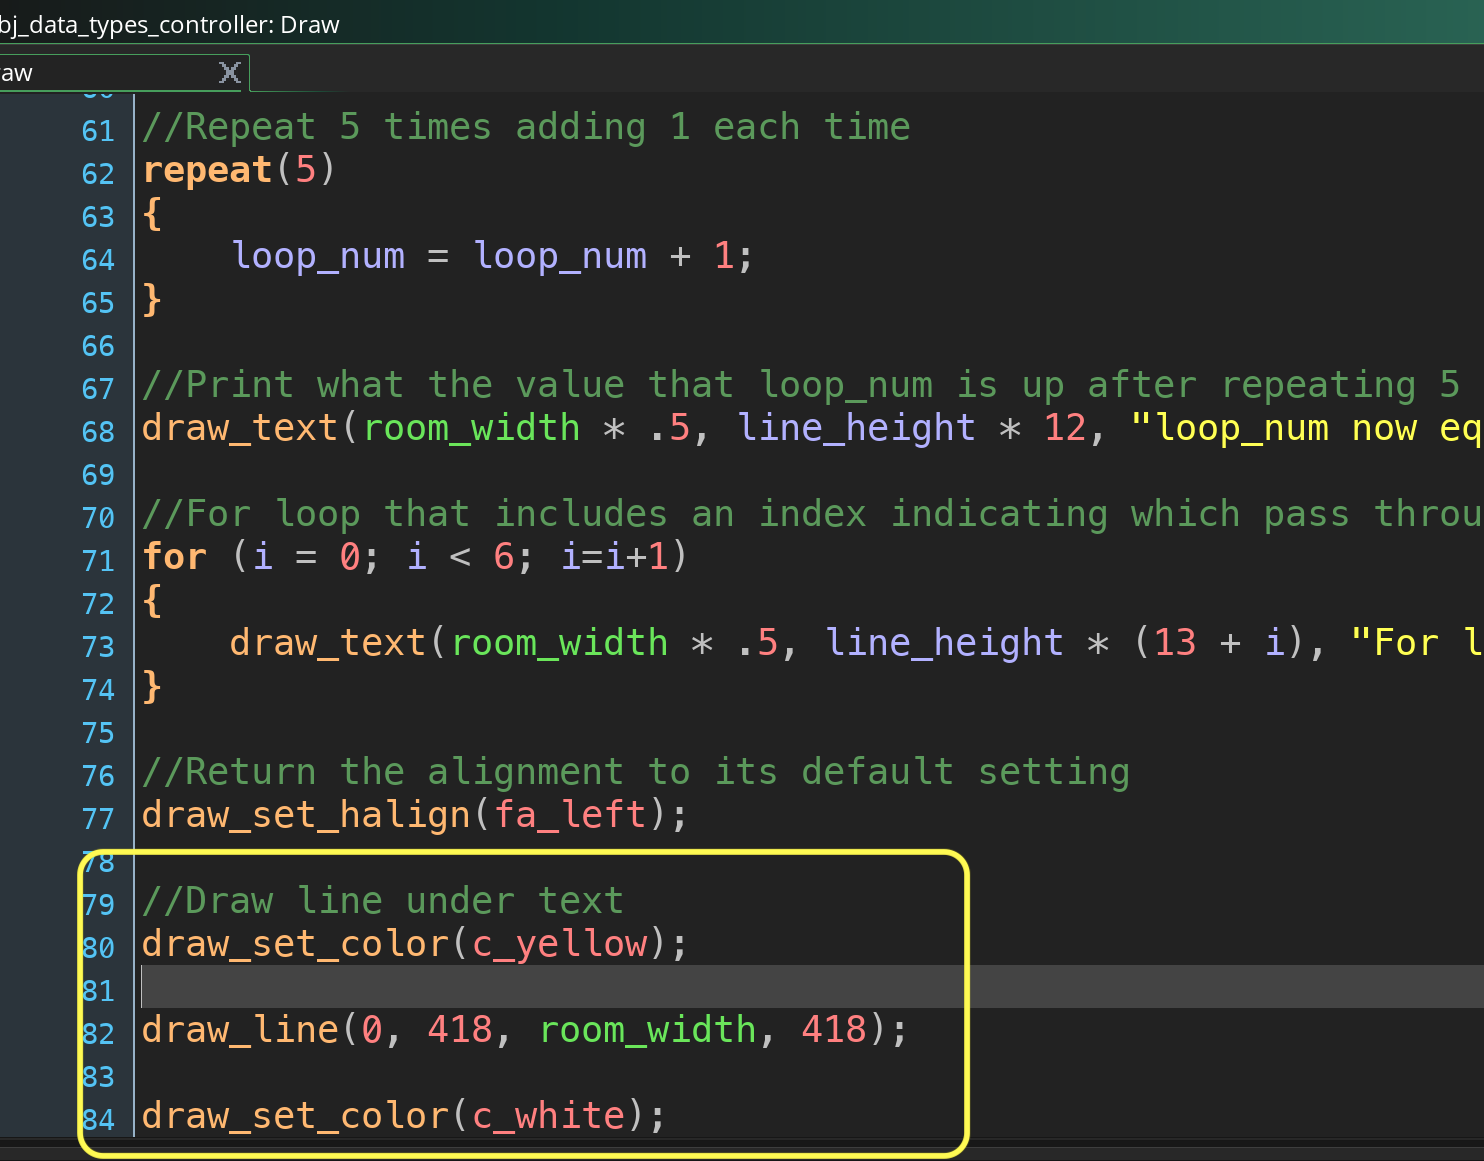 bj_data_types_controller: Draw
aw
61 //Repeat 5 times adding 1 each time
62 repeat(5)
63 {
64 loop_num = loop_num + 1;
65 }
66
67 //Print what the value that loop_num is up after repeating 5
68 draw_text(room_width * .5, line_height * 12, "loop_num now eq
69
70 //For loop that includes an index indicating which pass throu
71 for (i = 0; i < 6; i=i+1)
72 {
73 draw_text(room_width * .5, line_height * (13 + i), "For l
74 }
75
76 //Return the alignment to its default setting
77 draw_set_halign(fa_left);
78
79 //Draw line under text
80 draw_set_color(c_yellow);
81
82 draw_line(0, 418, room_width, 418);
83
84 draw_set_color(c_white);